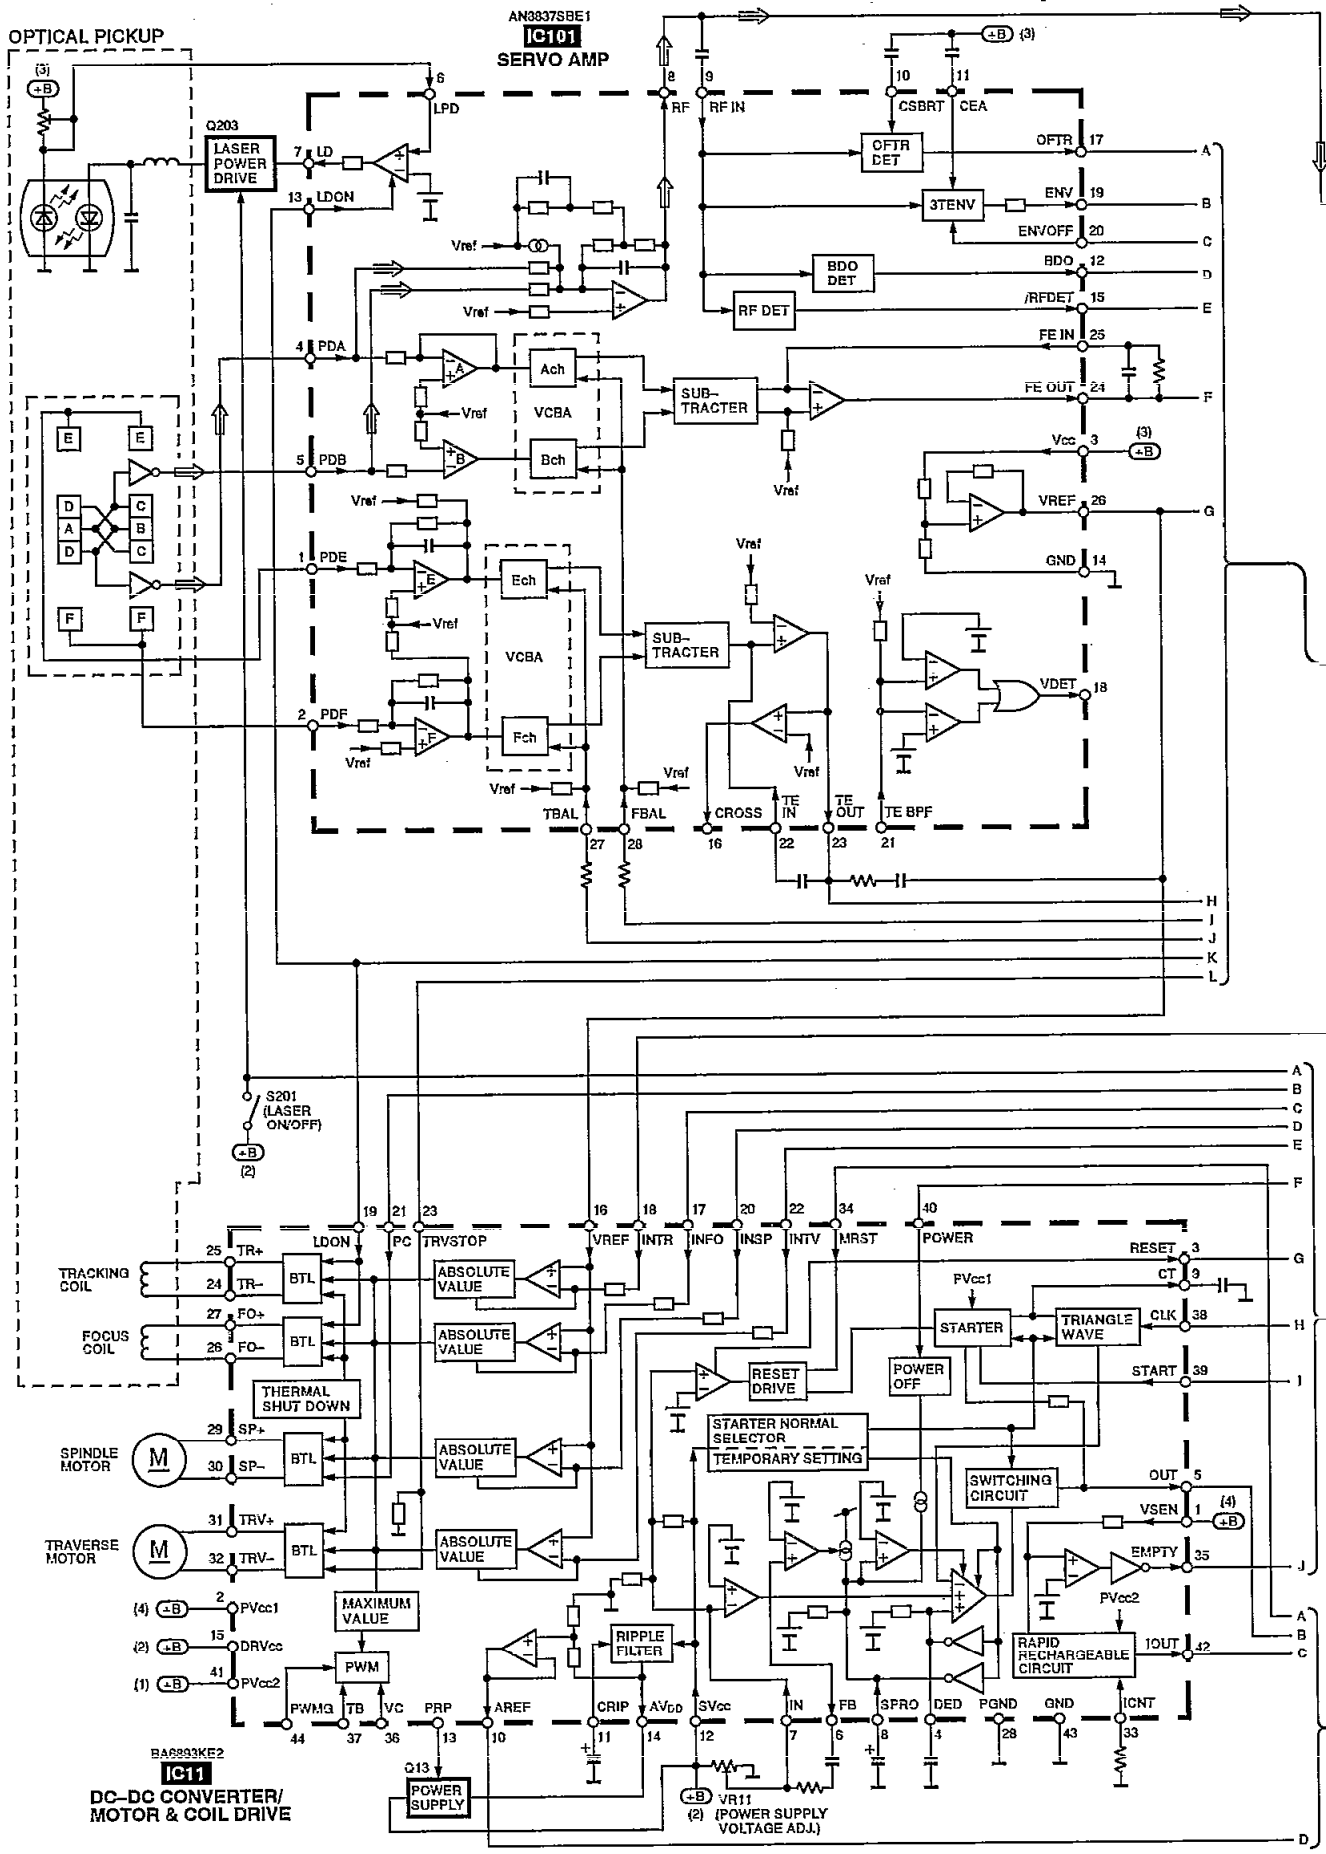 OPTICAL PICKUP
AN8837SBE1
IC101
SERVO AMP
(3)
+B
(3)
+B
6
8
9
10
11
LPD
RF
RF IN
CSBRT
CEA
Q203
LASER
POWER
DRIVE
7
LD
13
LDON
OFTR
DET
OFTR
17
A
3TENV
ENV
19
B
ENVOFF
20
C
BDO
DET
BDO
12
D
RF DET
/RFDET
15
E
Vref
Vref
4
PDA
A
Vref
B
5
PDB
Ach
VCBA
Bch
SUB-
TRACTER
Vref
FE IN
25
FE OUT
24
F
Vcc
3
(3)
+B
VREF
26
G
GND
14
E
E
D
C
A
B
D
C
F
F
Vref
1
PDE
E
Vref
Ech
VCBA
Fch
SUB-
TRACTER
Vref
Vref
2
PDF
F
Vref
Vref
Vref
Vref
VDET
18
TBAL
FBAL
CROSS
TE
IN
TE
OUT
TE BPF
27
28
16
22
23
21
H
I
J
K
L
S201
(LASER
ON/OFF)
+B
(2)
A
B
C
D
E
F
19
21
23
16
18
17
20
22
34
40
LDON
PC
TRVSTOP
VREF
INTR
INFO
INSP
INTV
MRST
POWER
TRACKING
COIL
25
TR+
24
TR–
BTL
ABSOLUTE
VALUE
RESET
3
G
CT
9
FOCUS
COIL
27
FO+
26
FO–
BTL
ABSOLUTE
VALUE
PVcc1
STARTER
TRIANGLE
WAVE
CLK
38
H
THERMAL
SHUT DOWN
RESET
DRIVE
POWER
OFF
START
39
I
SPINDLE
MOTOR
M
29
SP+
30
SP–
BTL
ABSOLUTE
VALUE
STARTER NORMAL
SELECTOR
TEMPORARY SETTING
SWITCHING
CIRCUIT
OUT
5
VSEN
1
(4)
+B
TRAVERSE
MOTOR
M
31
TRV+
32
TRV–
BTL
ABSOLUTE
VALUE
EMPTY
35
J
(4)
+B
2
PVcc1
MAXIMUM
VALUE
PVcc2
(2)
+B
15
DRVcc
PWM
RIPPLE
FILTER
RAPID
RECHARGEABLE
CIRCUIT
IOUT
42
A
B
C
(1)
+B
41
PVcc2
PWMG
TB
VC
PRP
AREF
CRIP
AVDD
SVcc
IN
FB
SPRO
DED
PGND
GND
ICNT
44
37
36
13
10
11
14
12
7
6
8
4
28
43
33
BA6893KE2
IC11
DC–DC CONVERTER/
MOTOR & COIL DRIVE
Q13
POWER
SUPPLY
+B
(2)
VR11
(POWER SUPPLY
VOLTAGE ADJ.)
D